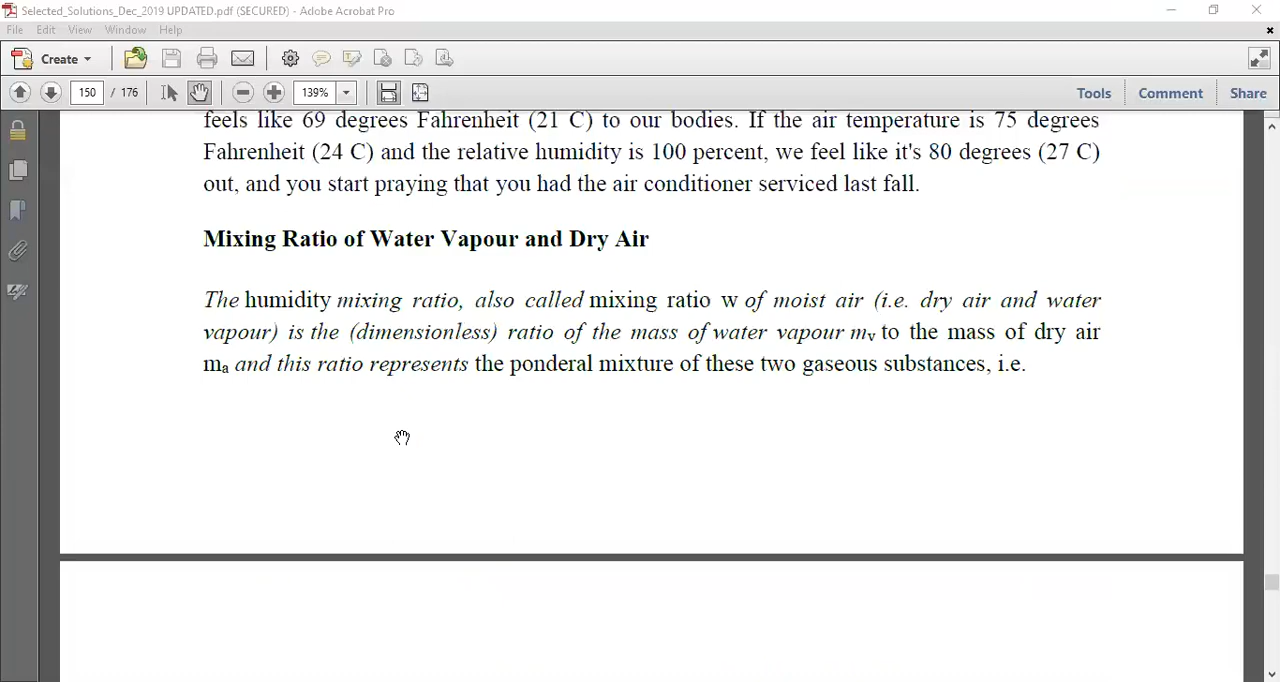 Selected_Solutions_Dec_2019 UPDATED.pdf (SECURED) - Adobe Acrobat Pro
File Edit View Window Help
Create
150 / 176 139% Tools Comment Share
feels like 69 degrees Fahrenheit (21 C) to our bodies. If the air temperature is 75 degrees
Fahrenheit (24 C) and the relative humidity is 100 percent, we feel like it's 80 degrees (27 C)
out, and you start praying that you had the air conditioner serviced last fall.
Mixing Ratio of Water Vapour and Dry Air
The humidity mixing ratio, also called mixing ratio w of moist air (i.e. dry air and water
vapour) is the (dimensionless) ratio of the mass of water vapour mv to the mass of dry air
ma and this ratio represents the ponderal mixture of these two gaseous substances, i.e.